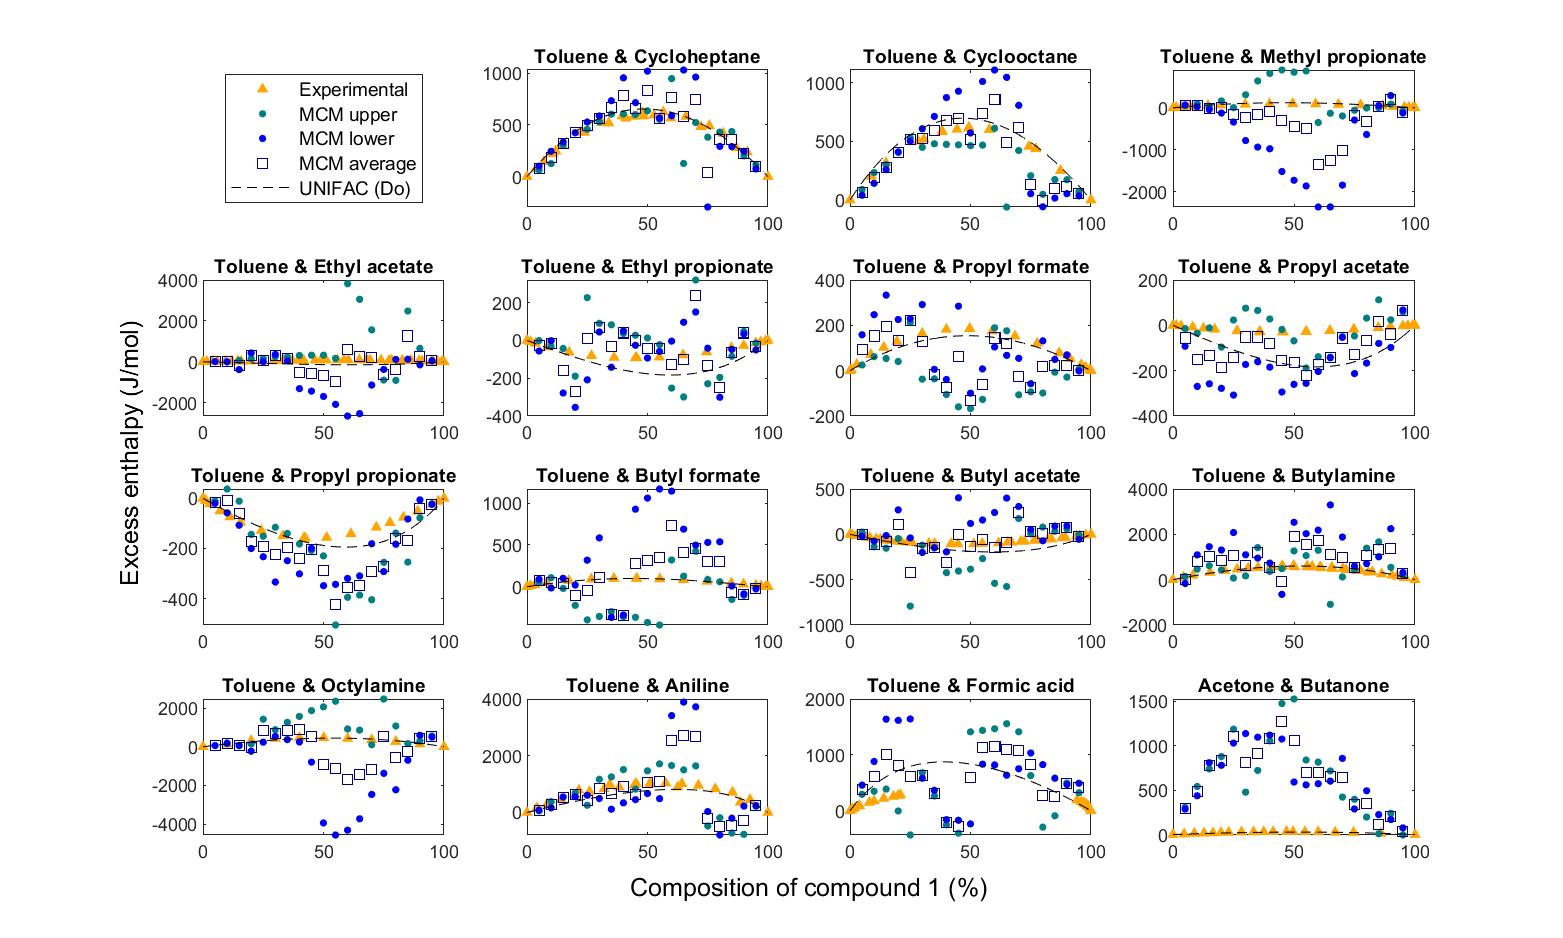 Toluene & Cycloheptane
Toluene & Cyclooctane
Toluene & Methyl propionate
Experimental
MCM upper
MCM lower
MCM average
UNIFAC (Do)
1000
500
0
0 50 100
1000
500
0
0 50 100
0
-1000
-2000
0 50 100
Toluene & Ethyl acetate
Toluene & Ethyl propionate
Toluene & Propyl formate
Toluene & Propyl acetate
4000
2000
0
-2000
0 50 100
200
0
-200
-400
0 50 100
400
200
0
-200
0 50 100
200
0
-200
-400
0 50 100
Excess enthalpy (J/mol)
Toluene & Propyl propionate
Toluene & Butyl formate
Toluene & Butyl acetate
Toluene & Butylamine
0
-200
-400
0 50 100
1000
500
0
0 50 100
500
0
-500
-1000
0 50 100
4000
2000
0
-2000
0 50 100
Toluene & Octylamine
Toluene & Aniline
Toluene & Formic acid
Acetone & Butanone
2000
0
-2000
-4000
0 50 100
4000
2000
0
0 50 100
2000
1000
0
0 50 100
1500
1000
500
0
0 50 100
Composition of compound 1 (%)